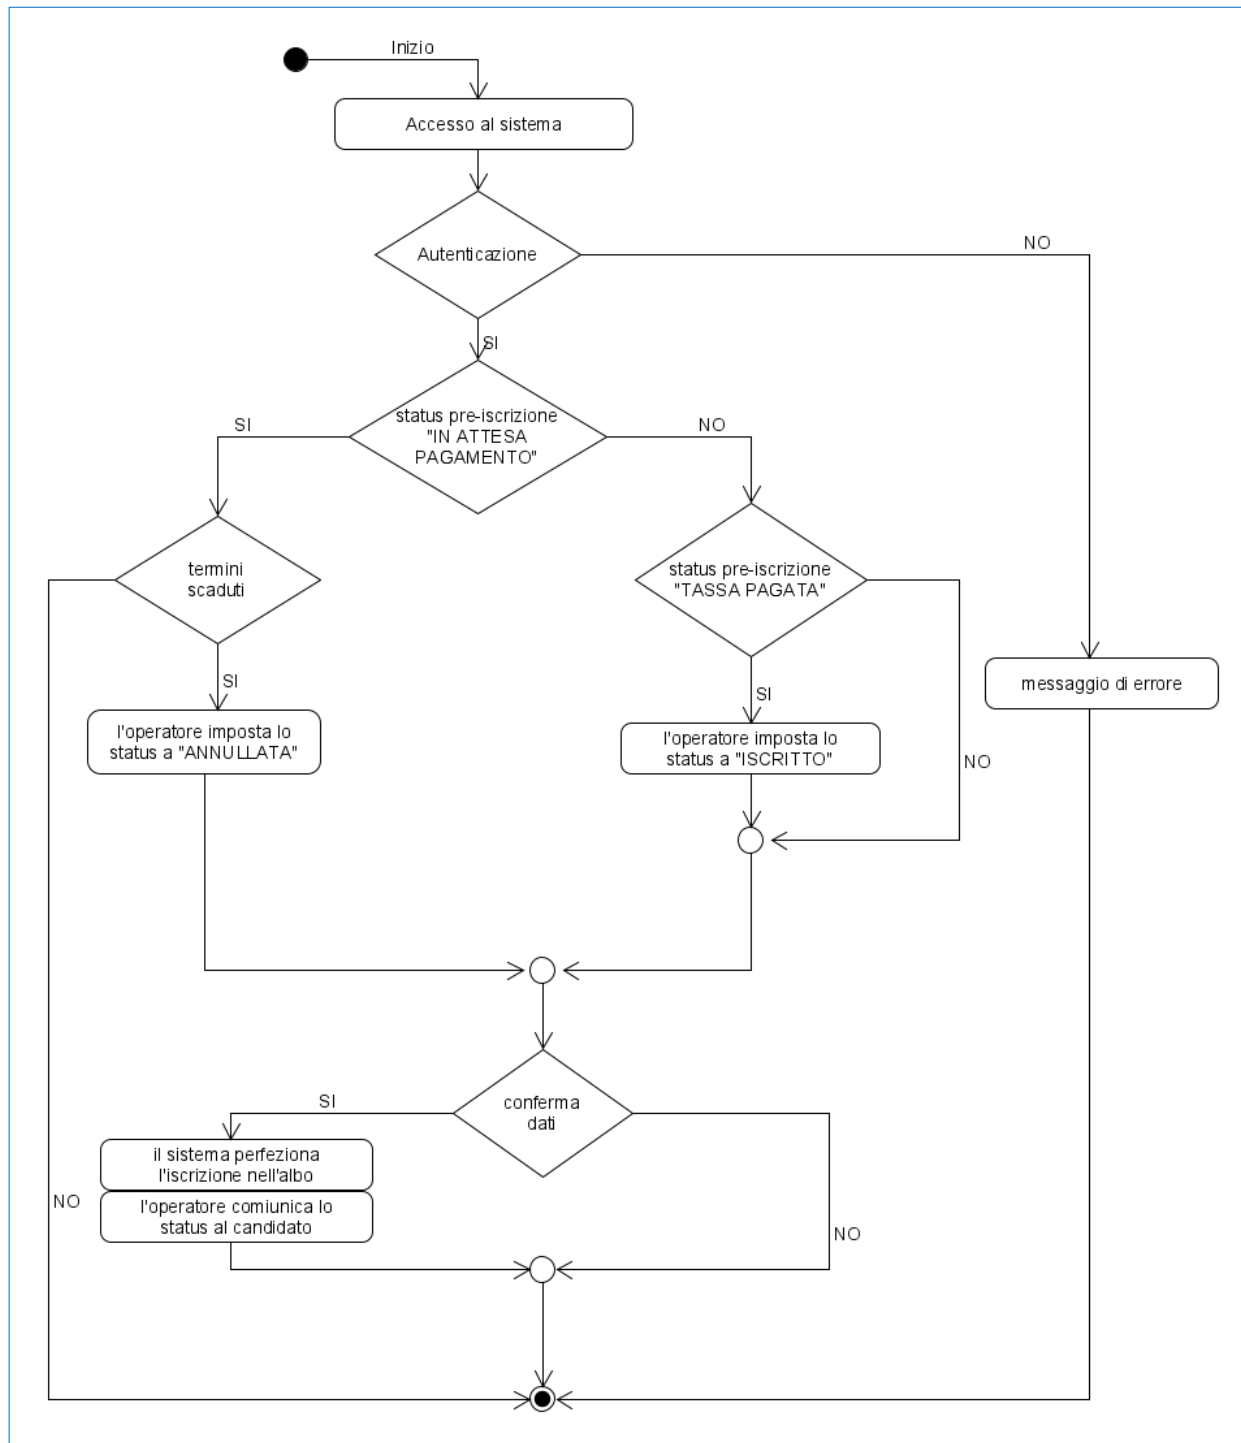 Inizio
Accesso al sistema
Autenticazione
NO
SI
status pre-iscrizione
"IN ATTESA
PAGAMENTO"
SI
NO
termini
scaduti
status pre-iscrizione
"TASSA PAGATA"
SI
SI
messaggio di errore
l'operatore imposta lo
status a "ANNULLATA"
l'operatore imposta lo
status a "ISCRITTO"
NO
conferma
dati
SI
il sistema perfeziona
l'iscrizione nell'albo
l'operatore comiunica lo
status al candidato
NO
NO